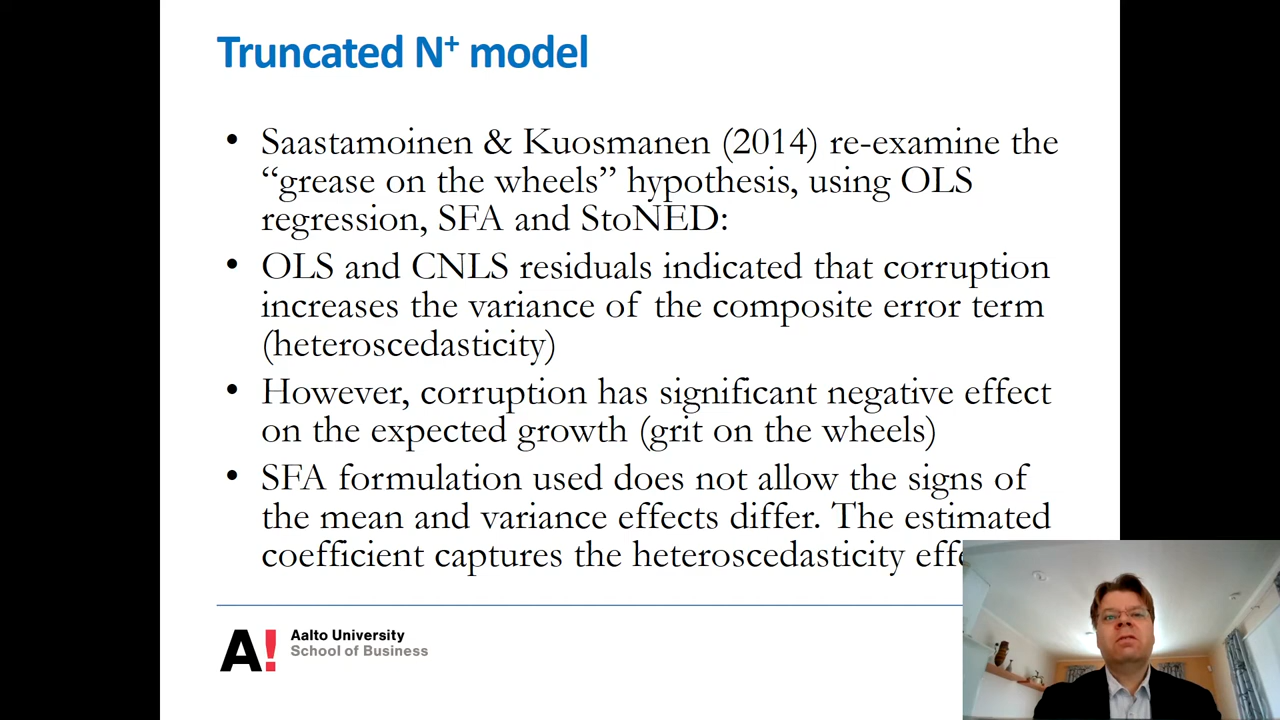 Truncated N⁺ model
• Saastamoinen & Kuosmanen (2014) re-examine the
“grease on the wheels” hypothesis, using OLS
regression, SFA and StoNED:
• OLS and CNLS residuals indicated that corruption
increases the variance of the composite error term
(heteroscedasticity)
• However, corruption has significant negative effect
on the expected growth (grit on the wheels)
• SFA formulation used does not allow the signs of
the mean and variance effects differ. The estimated
coefficient captures the heteroscedasticity
A!
Aalto University
School of Business